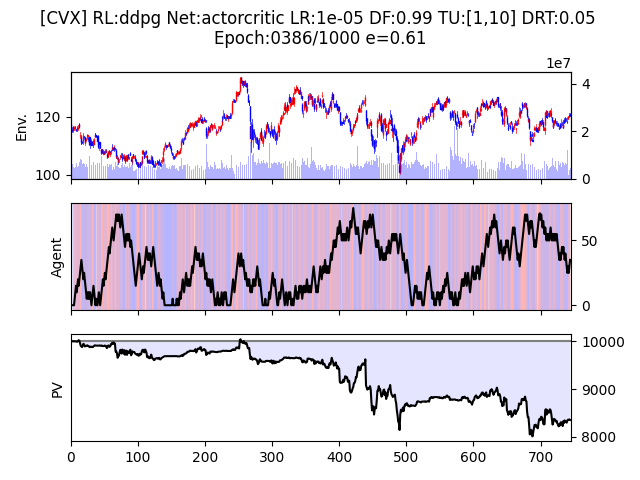 [CVX] RL:ddpg Net:actorcritic LR:1e-05 DF:0.99 TU:[1,10] DRT:0.05
Epoch:0386/1000 e=0.61
1e7
Env.
120
100
4
2
0
Agent
50
0
PV
10000
9000
8000
0 100 200 300 400 500 600 700